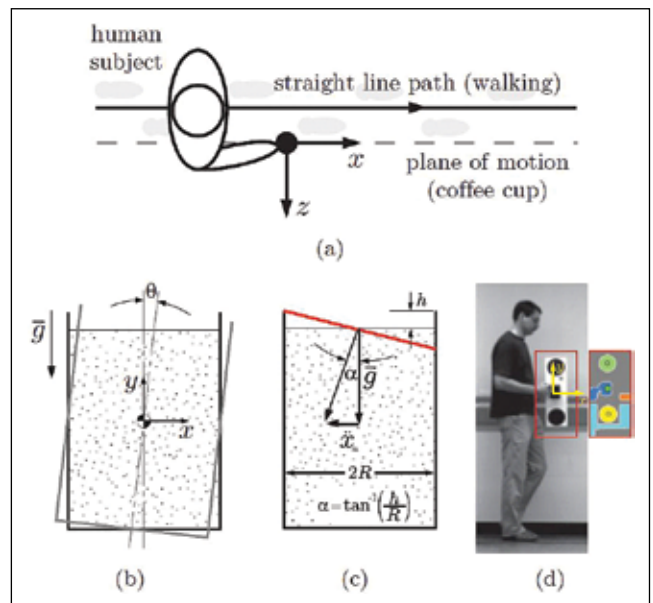 human
subject
straight line path (walking)
x
plane of motion
(coffee cup)
z
(a)
θ
g̅
y
x
(b)
h
α g̅
ẍ
2R
α=tan⁻¹(h/R)
(c)
(d)